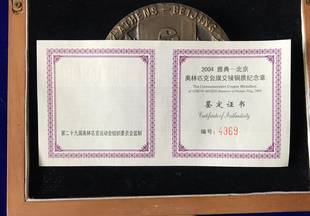 ATHENS - BEIJING
2004 雅典－北京
奥林匹克会旗交接铜质纪念章
The Commemorative Copper Medallion
鉴定证书
Certificate of Authenticity
编号: 4369
第二十九届奥林匹克运动会组织委员会监制